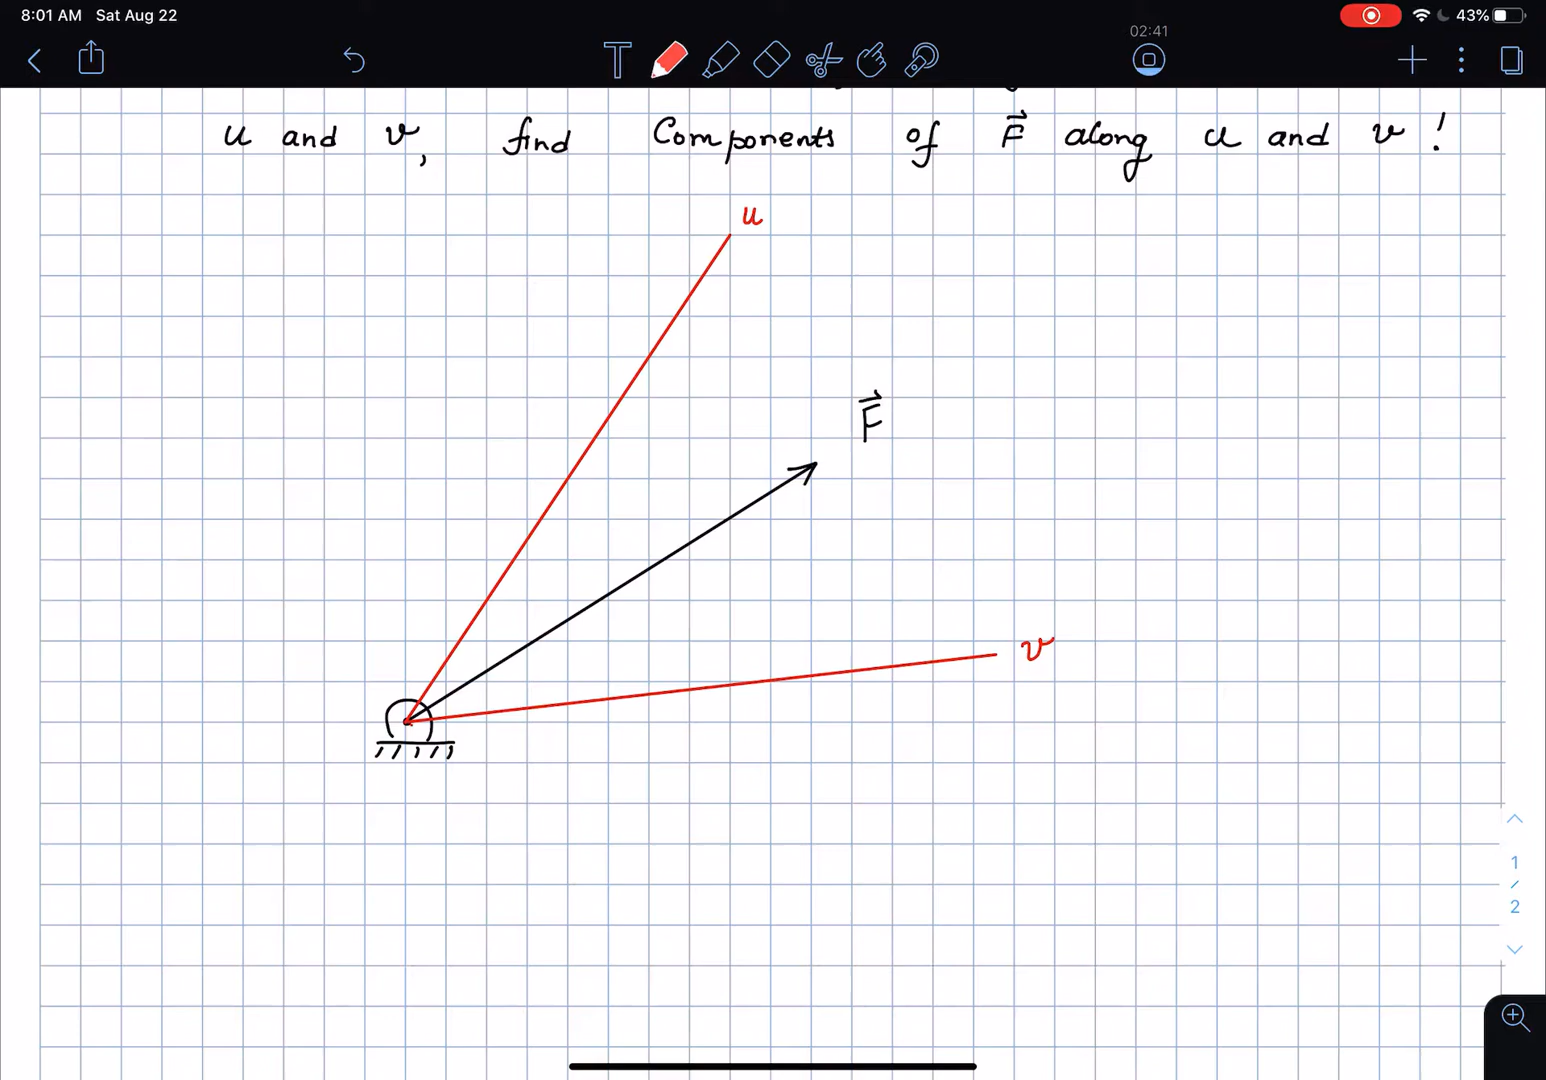 8:01 AM Sat Aug 22
43%
02:41
T
u and v, find Components of F⃗ along u and v !
u
F⃗
v
1
/
2